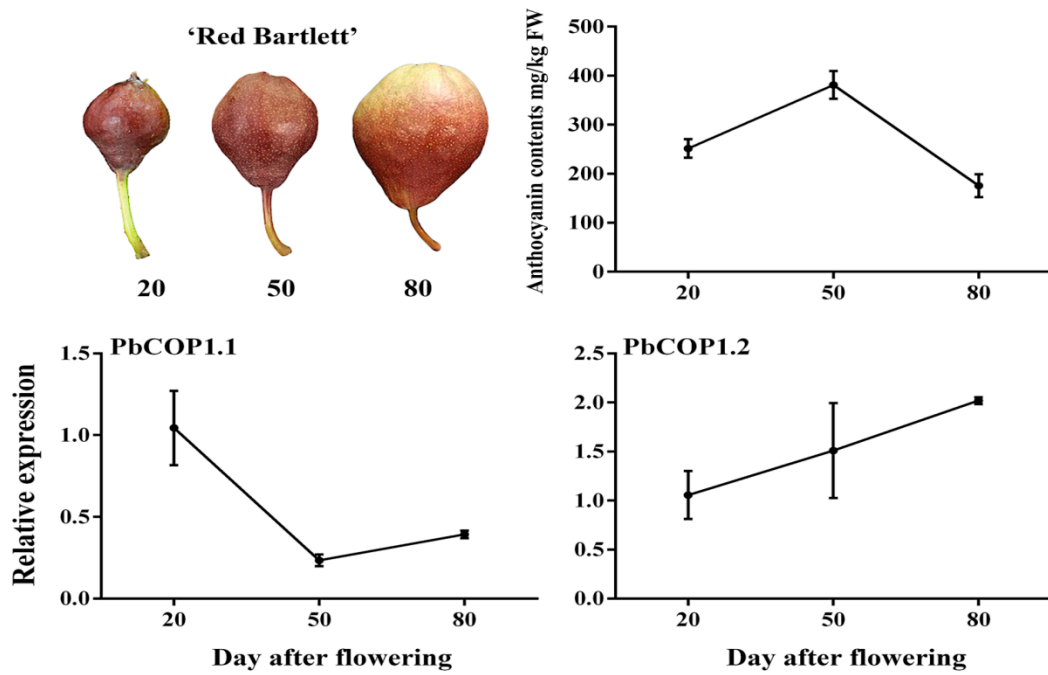 ‘Red Bartlett’
20 50 80
Anthocyanin contents mg/kg FW
500
400
300
200
100
0
20 50 80
PbCOP1.1
Relative expression
1.5
1.0
0.5
0.0
20 50 80
Day after flowering
PbCOP1.2
2.5
2.0
1.5
1.0
0.5
0.0
20 50 80
Day after flowering